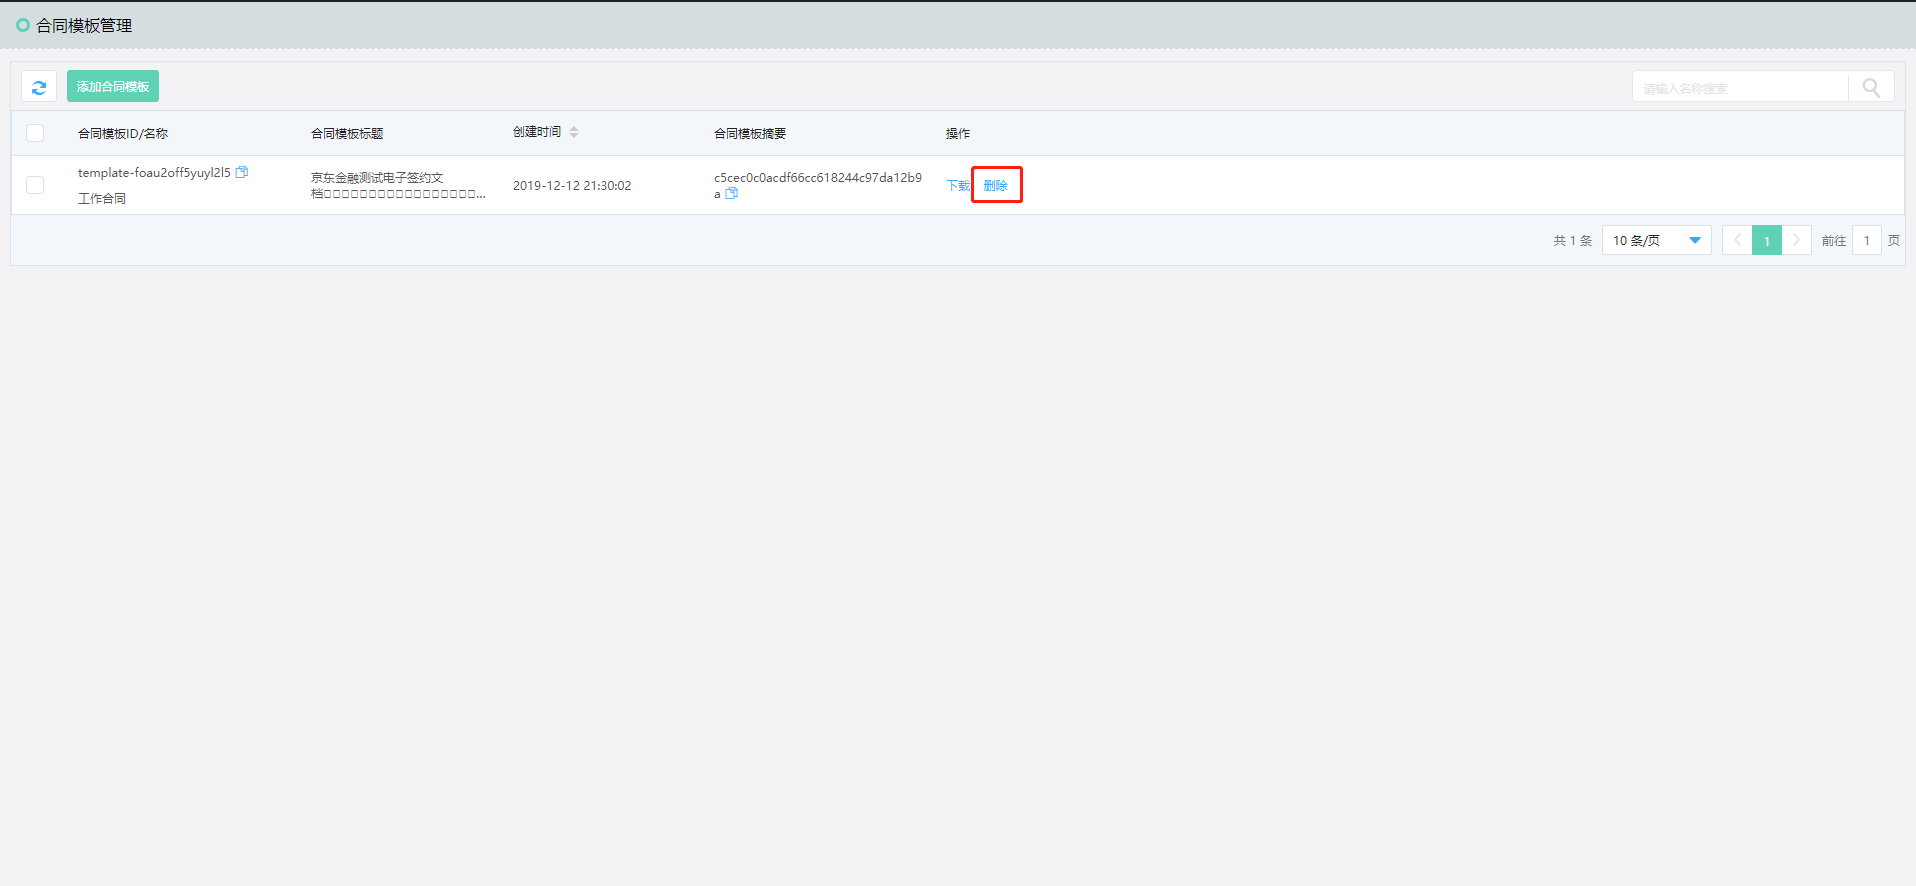 合同模板管理
添加合同模板
请输入名称搜索
合同模板ID/名称
合同模板标题
创建时间
合同模板摘要
操作
template-foau2off5yuyl2l5
工作合同
京东金融测试电子签约文
档□□□□□□□□□□□□□□□□□...
2019-12-12 21:30:02
c5cec0c0acdf66cc618244c97da12b9
a
下载
删除
共 1 条
10 条/页
1
前往
1
页